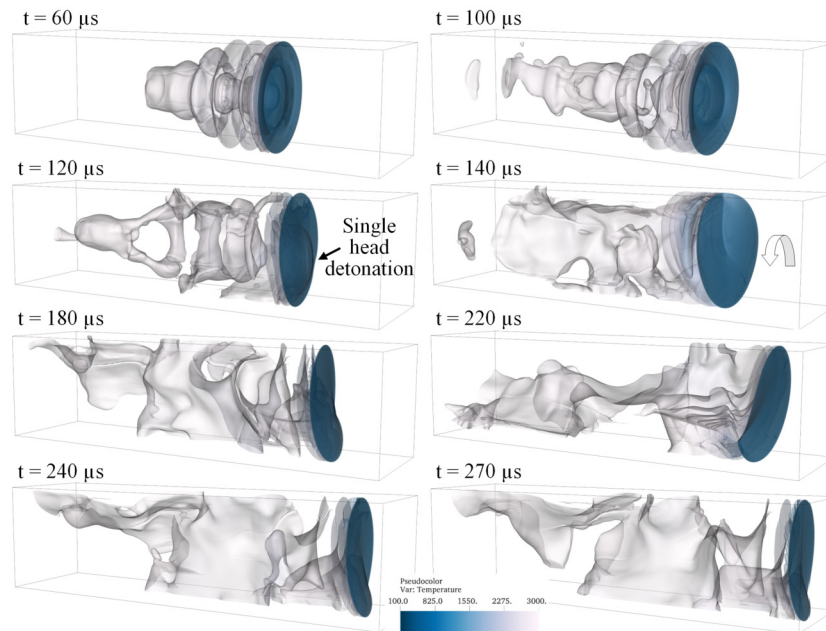 t = 60 µs
t = 100 µs
t = 120 µs
t = 140 µs
Single
head
detonation
t = 180 µs
t = 220 µs
t = 240 µs
t = 270 µs
Pseudocolor
Var: Temperature
100.0 825.0 1550. 2275. 3000.